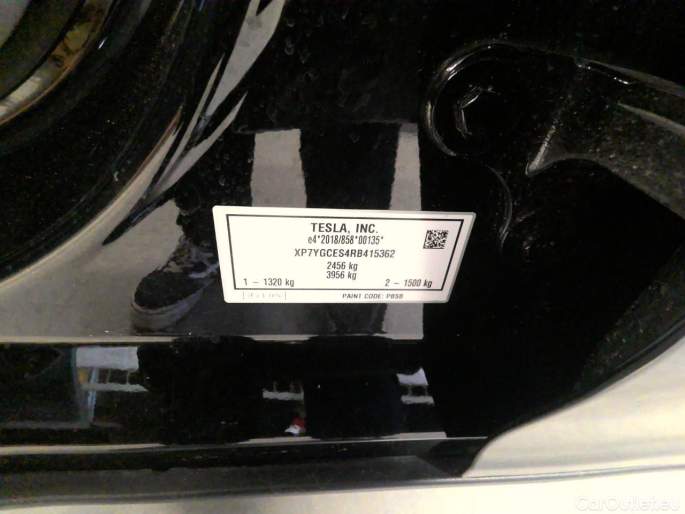 TESLA, INC.
e4*2018/858*00135*
XP7YGCES4RB415362
2456 kg
3956 kg
1 - 1320 kg 2 - 1500 kg
PAINT CODE: PBSB
CarOutlet.eu